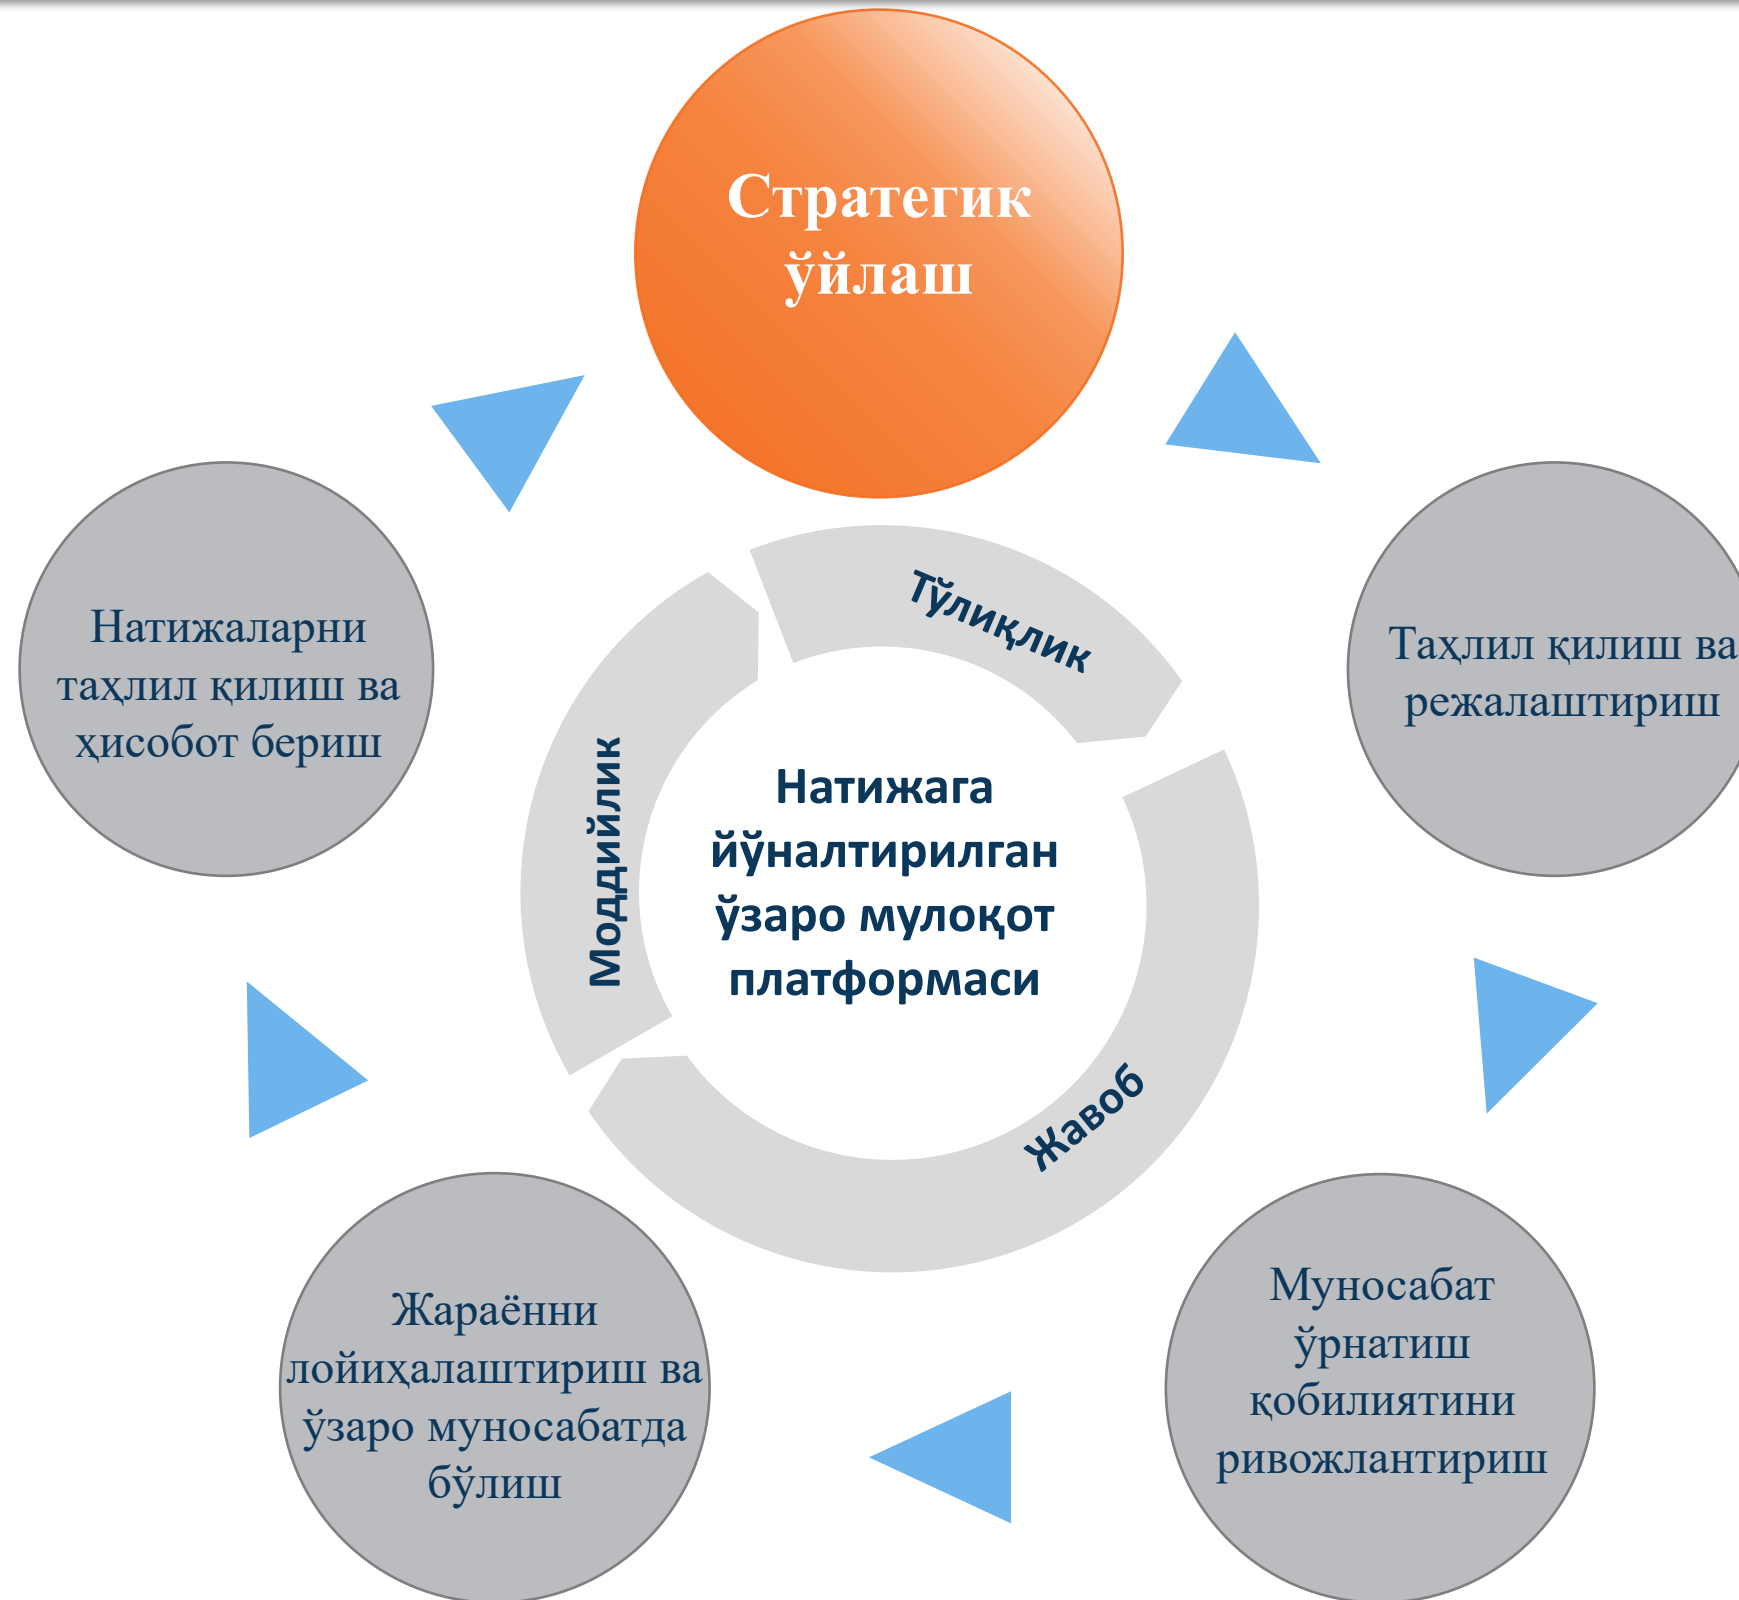 Стратегик
ўйлаш
Таҳлил қилиш ва
режалаштириш
Муносабат
ўрнатиш
қобилиятини
ривожлантириш
Жараённи
лойиҳалаштириш ва
ўзаро муносабатда
бўлиш
Натижаларни
таҳлил қилиш ва
ҳисобот бериш
Тўлиқлик
Жавоб
Моддийлик
Натижага
йўналтирилган
ўзаро мулоқот
платформаси